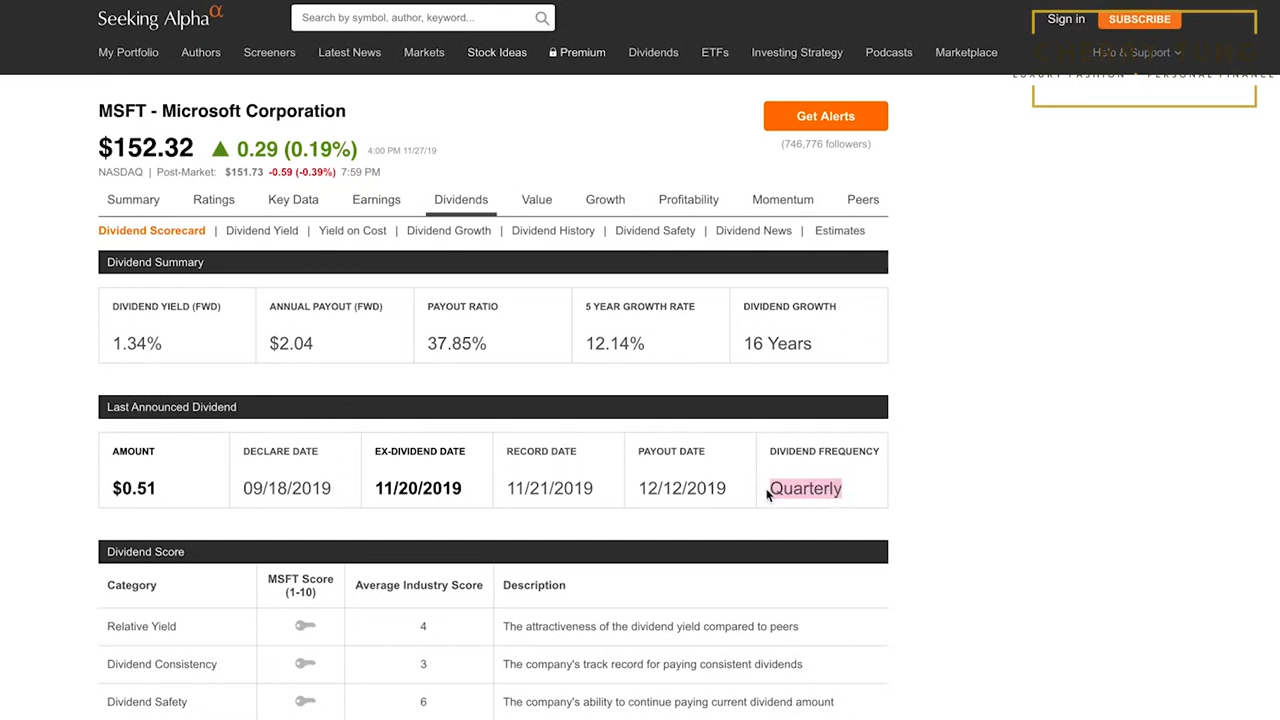 Seeking Alpha α
Search by symbol, author, keyword...
Sign in
SUBSCRIBE
My Portfolio Authors Screeners Latest News Markets Stock Ideas Premium Dividends ETFs Investing Strategy Podcasts Marketplace Help & Support
LUXURY FASHION • PERSONAL FINANCE
MSFT - Microsoft Corporation
Get Alerts
$152.32 0.29 (0.19%) 4:00 PM 11/27/19
(746,776 followers)
NASDAQ | Post-Market: $151.73 -0.59 (-0.39%) 7:59 PM
Summary Ratings Key Data Earnings Dividends Value Growth Profitability Momentum Peers
Dividend Scorecard | Dividend Yield | Yield on Cost | Dividend Growth | Dividend History | Dividend Safety | Dividend News | Estimates
Dividend Summary
DIVIDEND YIELD (FWD) ANNUAL PAYOUT (FWD) PAYOUT RATIO 5 YEAR GROWTH RATE DIVIDEND GROWTH
1.34% $2.04 37.85% 12.14% 16 Years
Last Announced Dividend
AMOUNT DECLARE DATE EX-DIVIDEND DATE RECORD DATE PAYOUT DATE DIVIDEND FREQUENCY
$0.51 09/18/2019 11/20/2019 11/21/2019 12/12/2019 Quarterly
Dividend Score
Category MSFT Score (1-10) Average Industry Score Description
Relative Yield 4 The attractiveness of the dividend yield compared to peers
Dividend Consistency 3 The company's track record for paying consistent dividends
Dividend Safety 6 The company's ability to continue paying current dividend amount